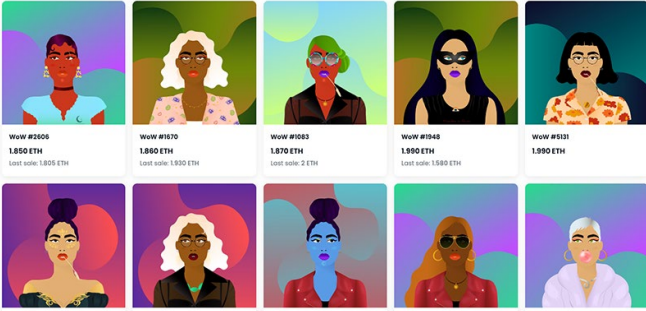 WoW #2606
1.850 ETH
Last sale: 1.805 ETH
WoW #1670
1.860 ETH
Last sale: 1.930 ETH
WoW #1083
1.870 ETH
Last sale: 2 ETH
WoW #1948
1.990 ETH
Last sale: 1.580 ETH
WoW #5131
1.990 ETH